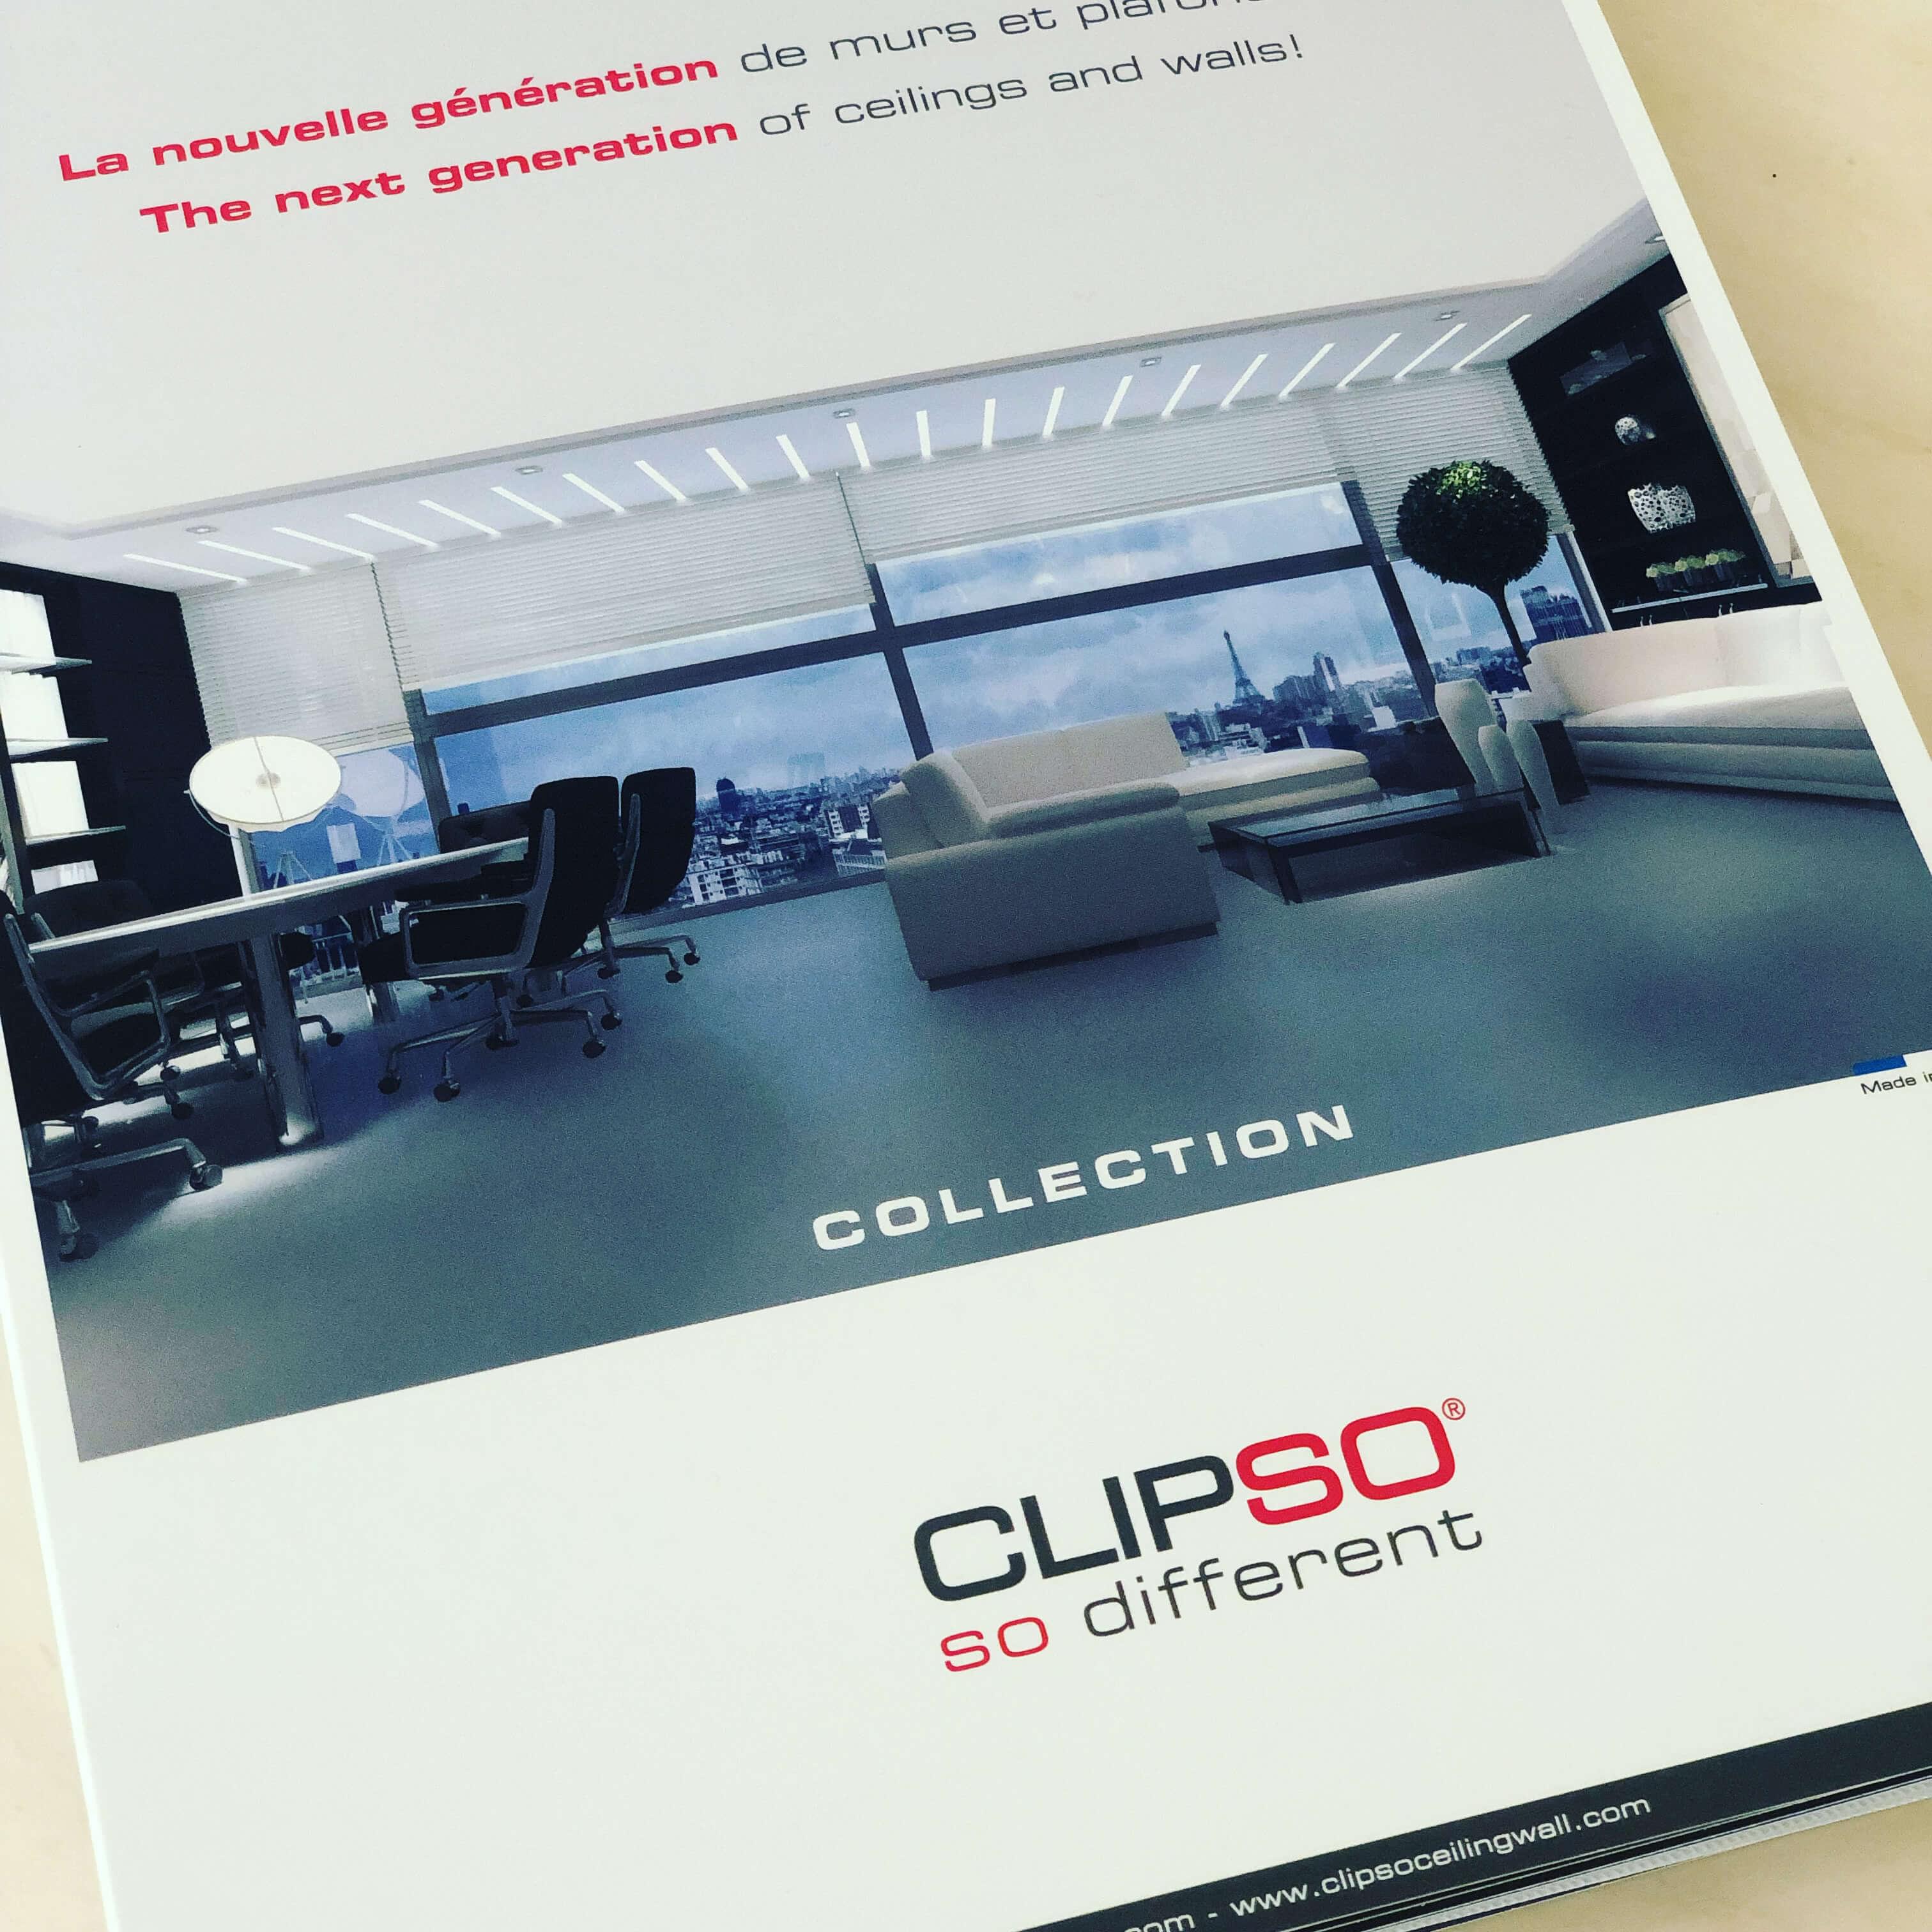 La nouvelle génération de murs et
The next generation of ceilings and walls!
Made
COLLECTION
CLIPSO®
so different
- www.clipsoceilingwall.com